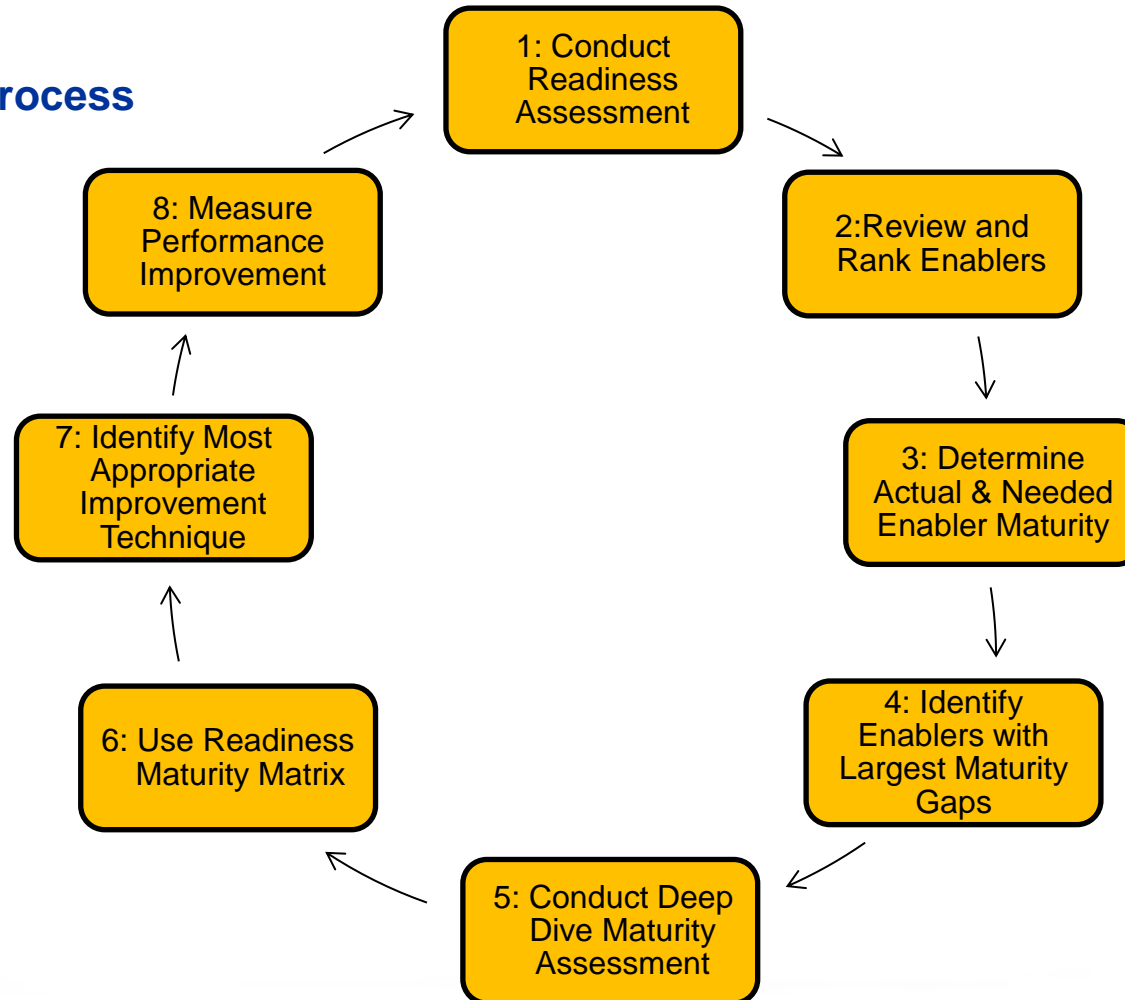 rocess
1: Conduct
Readiness
Assessment
2:Review and
Rank Enablers
3: Determine
Actual & Needed
Enabler Maturity
4: Identify
Enablers with
Largest Maturity
Gaps
5: Conduct Deep
Dive Maturity
Assessment
6: Use Readiness
Maturity Matrix
7: Identify Most
Appropriate
Improvement
Technique
8: Measure
Performance
Improvement